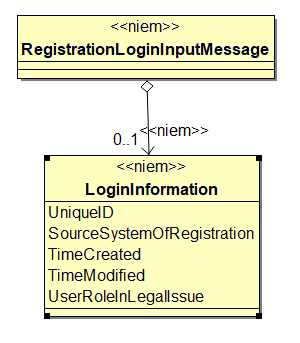 <<niem>>
RegistrationLoginInputMessage
0..1
<<niem>>
<<niem>>
LoginInformation
UniqueID
SourceSystemOfRegistration
TimeCreated
TimeModified
UserRoleInLegalIssue